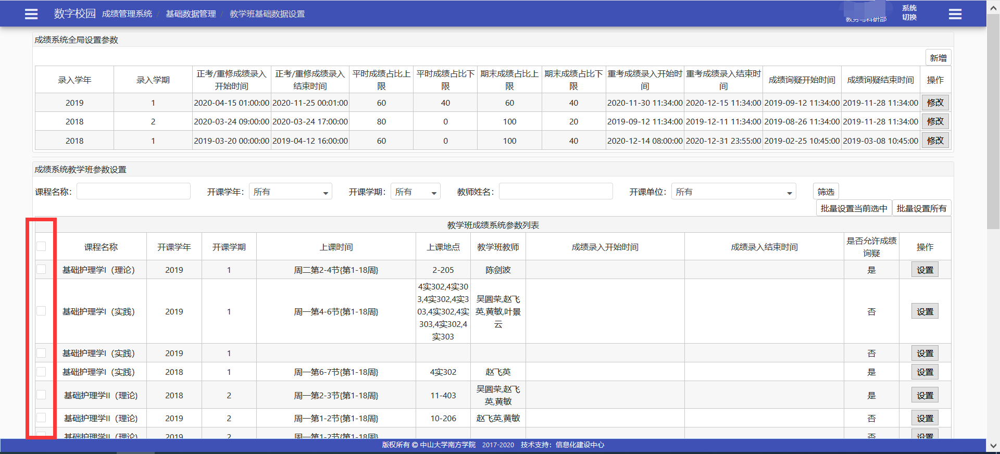 数字校园 成绩管理系统 / 基础数据管理 / 教学班基础数据设置
教务与科研部
系统
切换
成绩系统全局设置参数
新增
录入学年 录入学期 正考/重修成绩录入开始时间 正考/重修成绩录入结束时间 平时成绩占比上限 平时成绩占比下限 期末成绩占比上限 期末成绩占比下限 重考成绩录入开始时间 重考成绩录入结束时间 成绩询疑开始时间 成绩询疑结束时间 操作
2019 1 2020-04-15 01:00:00 2020-11-25 00:01:00 60 40 60 40 2020-11-30 11:34:00 2020-12-15 11:34:00 2019-09-12 11:34:00 2019-11-28 11:34:00 修改
2018 2 2020-03-24 09:00:00 2020-03-24 17:00:00 80 0 100 20 2019-09-12 11:34:00 2019-12-11 11:34:00 2019-08-26 11:34:00 2019-11-28 11:34:00 修改
2018 1 2019-03-20 00:00:00 2019-04-12 16:00:00 60 0 100 40 2020-12-14 08:00:00 2020-12-31 23:55:00 2019-02-25 10:45:00 2019-03-08 10:45:00 修改
成绩系统教学班参数设置
课程名称： 开课学年： 所有 开课学期： 所有 教师姓名： 开课单位： 所有 筛选
批量设置当前选中 批量设置所有
教学班成绩系统参数列表
课程名称 开课学年 开课学期 上课时间 上课地点 教学班教师 成绩录入开始时间 成绩录入结束时间 是否允许成绩询疑 操作
基础护理学I（理论） 2019 1 周二第2-4节{第1-18周} 2-205 陈剑波 是 设置
基础护理学I（实践） 2019 1 周一第4-6节{第1-18周} 4实302,4实303,4实302,4实303,4实302,4实303,4实302,4实303 吴圆荣,赵飞英,黄敏,叶景云 否 设置
基础护理学I（实践） 2019 1 否 设置
基础护理学I（实践） 2018 1 周一第6-7节{第1-18周} 4实302 赵飞英 是 设置
基础护理学II（理论) 2018 2 周一第2-3节{第1-18周} 11-403 吴圆荣,赵飞英,黄敏 是 设置
基础护理学II（理论) 2019 2 周一第1-2节{第1-18周} 10-206 赵飞英,黄敏 否 设置
基础护理学II（理论) 2019 2 周一第1-2节{第1-18周} 否 设置
版权所有 © 中山大学南方学院 2017-2020 技术支持：信息化建设中心